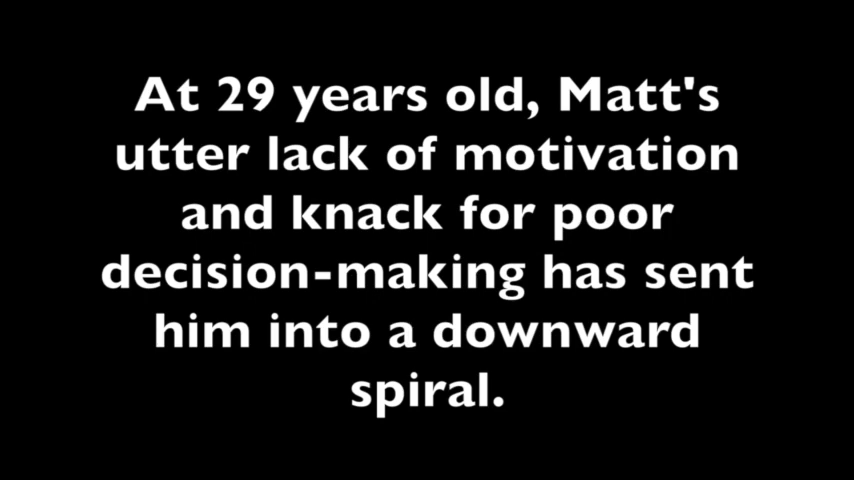 At 29 years old, Matt's
utter lack of motivation
and knack for poor
decision-making has sent
him into a downward
spiral.